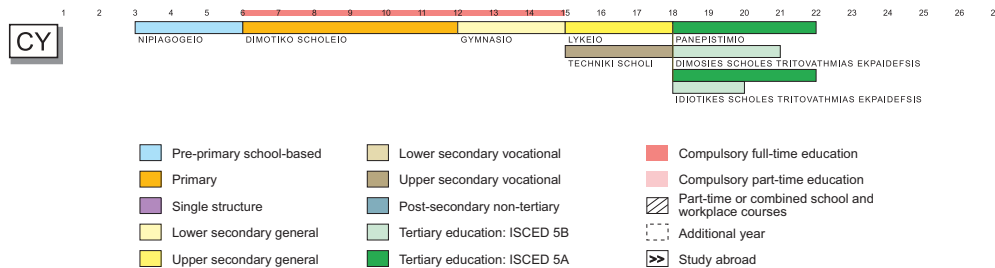 1 2 3 4 5 6 7 8 9 10 11 12 13 14 15 16 17 18 19 20 21 22 23 24 25 26 27 2
CY
NIPIAGOGEIO DIMOTIKO SCHOLEIO GYMNASIO LYKEIO PANEPISTIMIO
TECHNIKI SCHOLI DIMOSIES SCHOLES TRITOVATHMIAS EKPAIDEFSIS
IDIOTIKES SCHOLES TRITOVATHMIAS EKPAIDEFSIS
Pre-primary school-based
Primary
Single structure
Lower secondary general
Upper secondary general
Lower secondary vocational
Upper secondary vocational
Post-secondary non-tertiary
Tertiary education: ISCED 5B
Tertiary education: ISCED 5A
Compulsory full-time education
Compulsory part-time education
Part-time or combined school and
workplace courses
Additional year
>> Study abroad